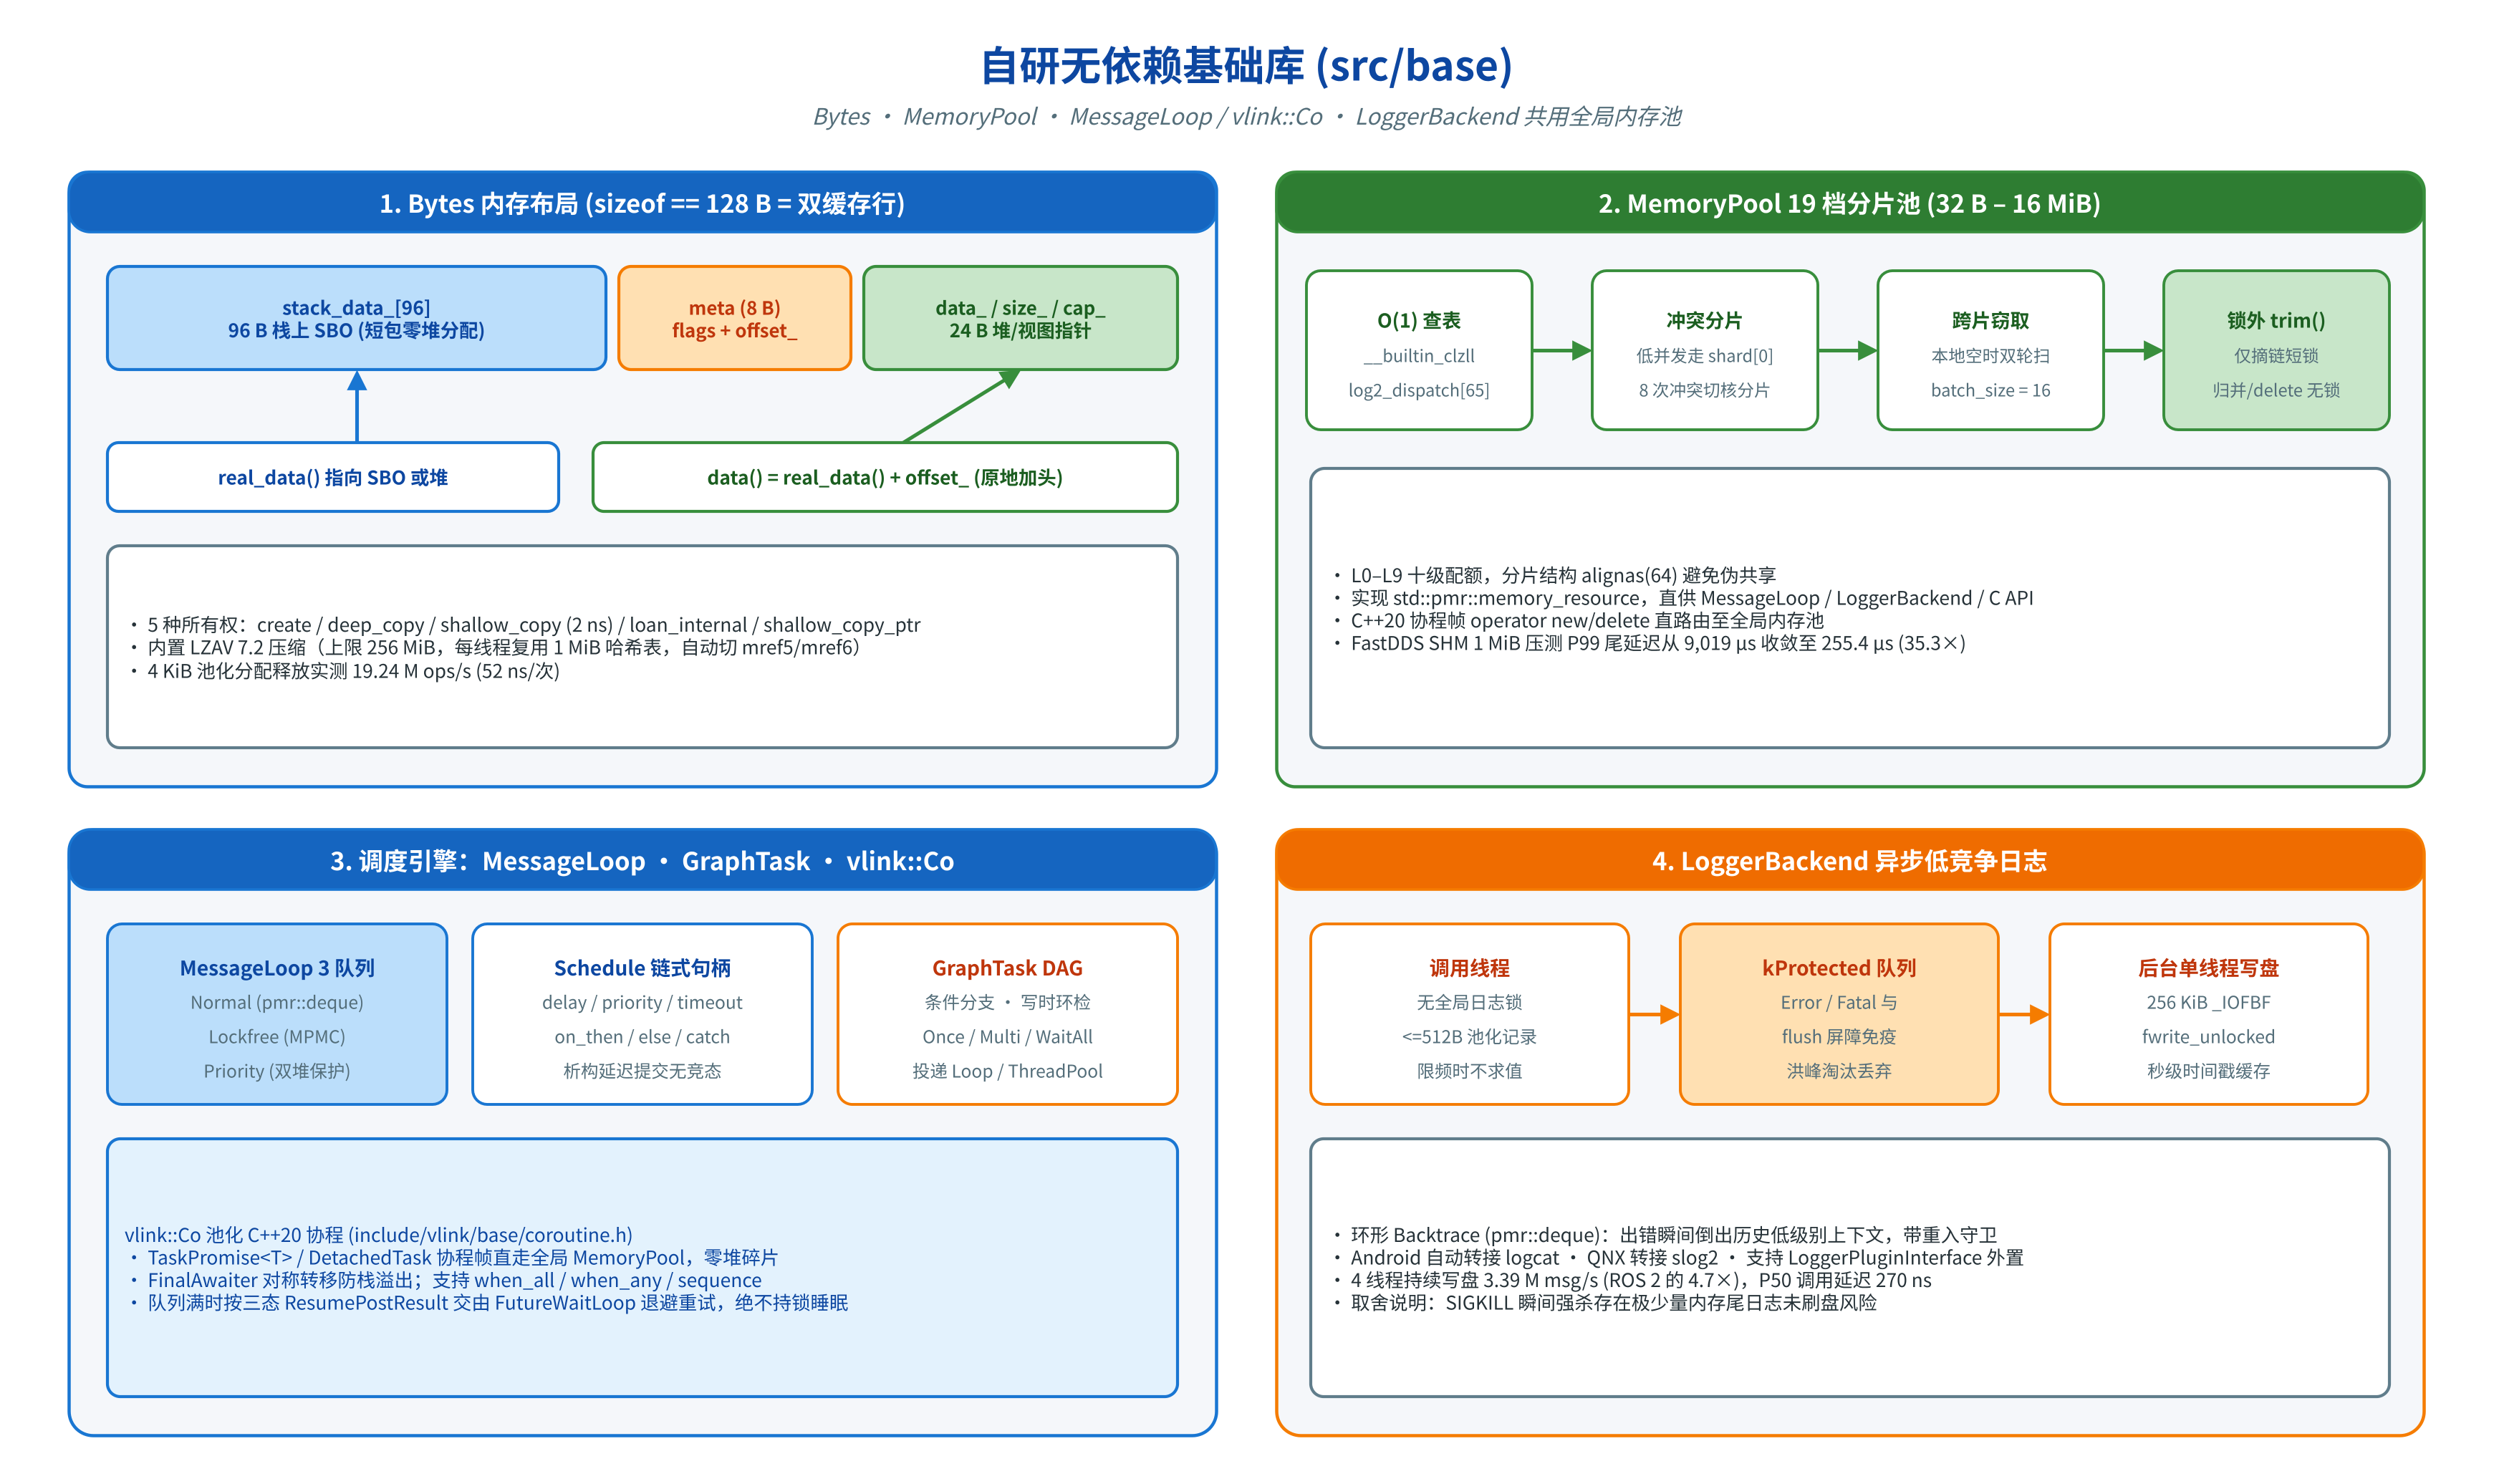 自研无依赖基础库 (src/base)
Bytes • MemoryPool • MessageLoop / vlink::Co • LoggerBackend 共用全局内存池
1. Bytes 内存布局 (sizeof == 128 B = 双缓存行)
stack_data_[96]
96 B 栈上 SBO (短包零堆分配)
meta (8 B)
flags + offset_
data_ / size_ / cap_
24 B 堆/视图指针
real_data() 指向 SBO 或堆
data() = real_data() + offset_ (原地加头)
• 5 种所有权：create / deep_copy / shallow_copy (2 ns) / loan_internal / shallow_copy_ptr
• 内置 LZAV 7.2 压缩（上限 256 MiB，每线程复用 1 MiB 哈希表，自动切 mref5/mref6）
• 4 KiB 池化分配释放实测 19.24 M ops/s (52 ns/次)
2. MemoryPool 19 档分片池 (32 B – 16 MiB)
O(1) 查表
__builtin_clzll
log2_dispatch[65]
冲突分片
低并发走 shard[0]
8 次冲突切核分片
跨片窃取
本地空时双轮扫
batch_size = 16
锁外 trim()
仅摘链短锁
归并/delete 无锁
• L0–L9 十级配额，分片结构 alignas(64) 避免伪共享
• 实现 std::pmr::memory_resource，直供 MessageLoop / LoggerBackend / C API
• C++20 协程帧 operator new/delete 直路由至全局内存池
• FastDDS SHM 1 MiB 压测 P99 尾延迟从 9,019 μs 收敛至 255.4 μs (35.3×)
3. 调度引擎：MessageLoop • GraphTask • vlink::Co
MessageLoop 3 队列
Normal (pmr::deque)
Lockfree (MPMC)
Priority (双堆保护)
Schedule 链式句柄
delay / priority / timeout
on_then / else / catch
析构延迟提交无竞态
GraphTask DAG
条件分支 • 写时环检
Once / Multi / WaitAll
投递 Loop / ThreadPool
vlink::Co 池化 C++20 协程 (include/vlink/base/coroutine.h)
• TaskPromise<T> / DetachedTask 协程帧直走全局 MemoryPool，零堆碎片
• FinalAwaiter 对称转移防栈溢出；支持 when_all / when_any / sequence
• 队列满时按三态 ResumePostResult 交由 FutureWaitLoop 退避重试，绝不持锁睡眠
4. LoggerBackend 异步低竞争日志
调用线程
无全局日志锁
<=512B 池化记录
限频时不求值
kProtected 队列
Error / Fatal 与
flush 屏障免疫
洪峰淘汰丢弃
后台单线程写盘
256 KiB _IOFBF
fwrite_unlocked
秒级时间戳缓存
• 环形 Backtrace (pmr::deque)：出错瞬间倒出历史低级别上下文，带重入守卫
• Android 自动转接 logcat • QNX 转接 slog2 • 支持 LoggerPluginInterface 外置
• 4 线程持续写盘 3.39 M msg/s (ROS 2 的 4.7×)，P50 调用延迟 270 ns
• 取舍说明：SIGKILL 瞬间强杀存在极少量内存尾日志未刷盘风险